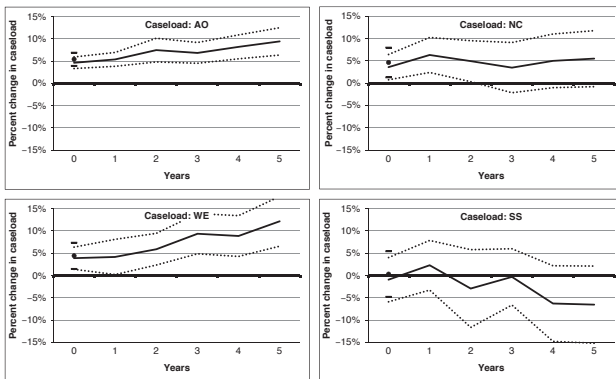 Caseload: AO
Percent change in caseload
15%
10%
5%
0%
−5%
−10%
−15%
0 1 2 3 4 5
Years
Caseload: NC
Percent change in caseload
15%
10%
5%
0%
−5%
−10%
−15%
0 1 2 3 4 5
Years
Caseload: WE
Percent change in caseload
15%
10%
5%
0%
−5%
−10%
−15%
0 1 2 3 4 5
Years
Caseload: SS
Percent change in caseload
15%
10%
5%
0%
−5%
−10%
−15%
0 1 2 3 4 5
Years